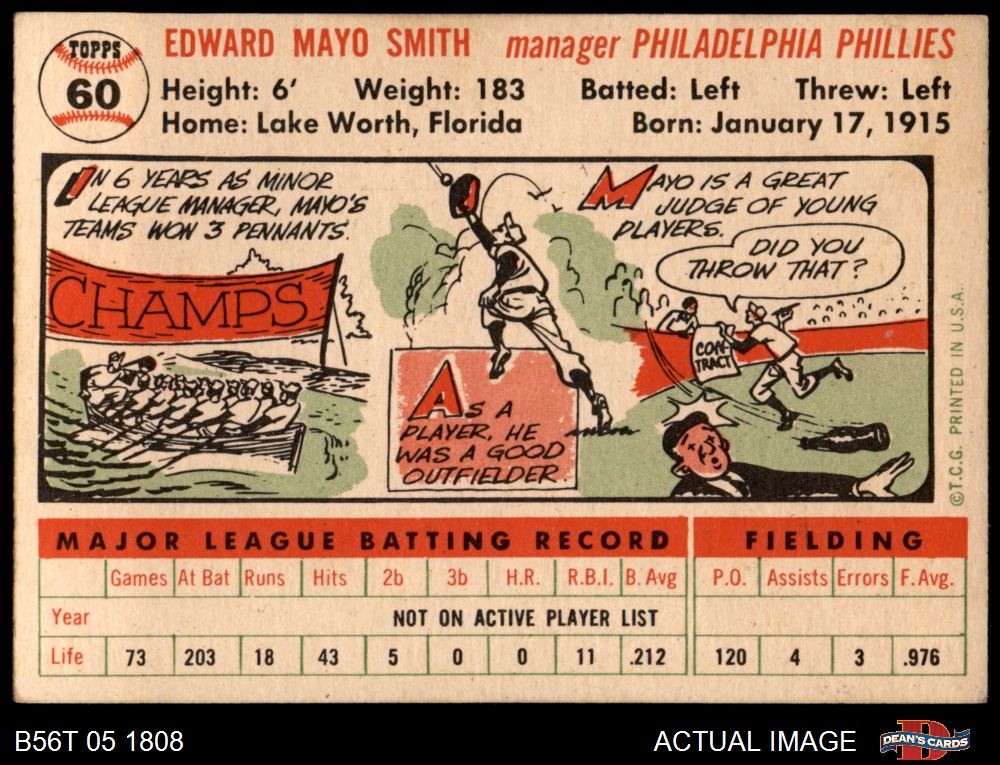 TOPPS
60
EDWARD MAYO SMITH manager PHILADELPHIA PHILLIES
Height: 6' Weight: 183 Batted: Left Threw: Left
Home: Lake Worth, Florida Born: January 17, 1915
IN 6 YEARS AS MINOR
LEAGUE MANAGER, MAYO'S
TEAMS WON 3 PENNANTS.
CHAMPS
AS A
PLAYER, HE
WAS A GOOD
OUTFIELDER.
MAYO IS A GREAT
JUDGE OF YOUNG
PLAYERS.
DID YOU
THROW THAT?
CON-
TRACT
©T.C.G. PRINTED IN U.S.A.
MAJOR LEAGUE BATTING RECORD FIELDING
Games At Bat Runs Hits 2b 3b H.R. R.B.I. B. Avg P.O. Assists Errors F. Avg.
Year NOT ON ACTIVE PLAYER LIST
Life 73 203 18 43 5 0 0 11 .212 120 4 3 .976
B56T 05 1808 ACTUAL IMAGE DEAN'S CARDS